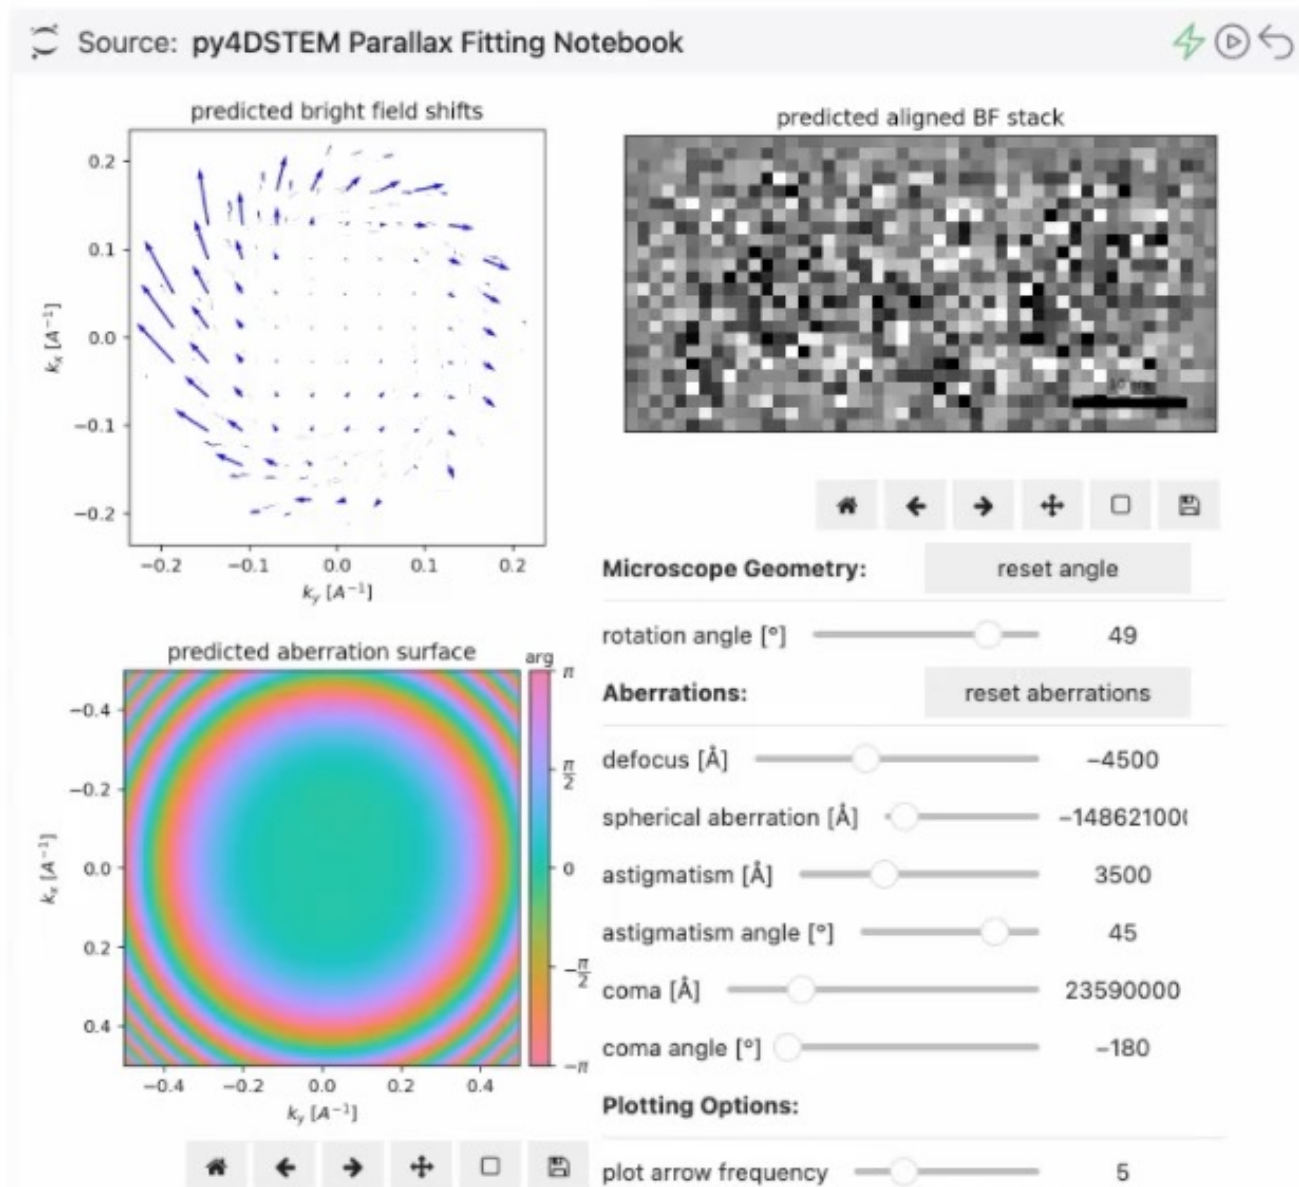 Source: py4DSTEM Parallax Fitting Notebook
predicted bright field shifts
0.2
0.1
0.0
−0.1
−0.2
kₓ [A⁻¹]
−0.2 −0.1 0.0 0.1 0.2
k_y [A⁻¹]
predicted aligned BF stack
Microscope Geometry: reset angle
rotation angle [°] 49
Aberrations: reset aberrations
defocus [Å] −4500
spherical aberration [Å] −14862100
astigmatism [Å] 3500
astigmatism angle [°] 45
coma [Å] 23590000
coma angle [°] −180
Plotting Options:
plot arrow frequency 5
predicted aberration surface
arg
π
π/2
0
−π/2
−π
−0.4
−0.2
0.0
0.2
0.4
kₓ [A⁻¹]
−0.4 −0.2 0.0 0.2 0.4
k_y [A⁻¹]